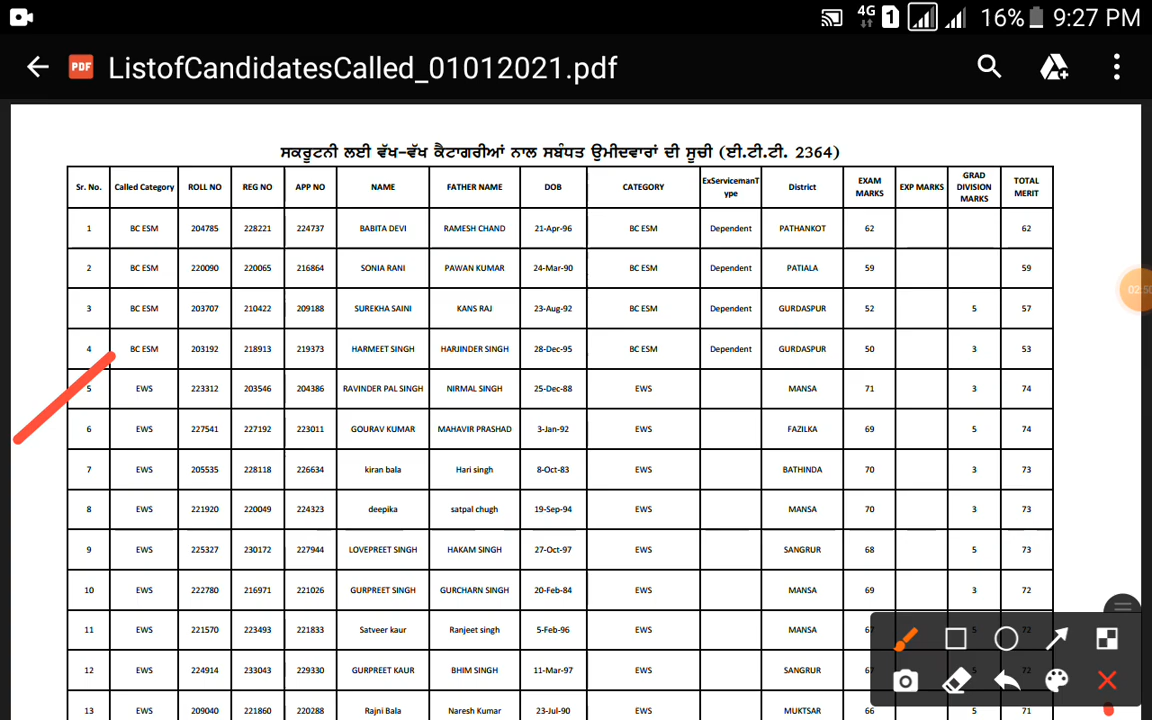 4G 1 16% 9:27 PM
PDF ListofCandidatesCalled_01012021.pdf
ਸਕਰੂਟਨੀ ਲਈ ਵੱਖ-ਵੱਖ ਕੈਟਾਗਰੀਆਂ ਨਾਲ ਸਬੰਧਤ ਉਮੀਦਵਾਰਾਂ ਦੀ ਸੂਚੀ (ਈ.ਟੀ.ਟੀ. 2364)
Sr. No. Called Category ROLL NO REG NO APP NO NAME FATHER NAME DOB CATEGORY ExServicemanType District EXAM MARKS EXP MARKS GRAD DIVISION MARKS TOTAL MERIT
1 BC ESM 204785 228221 224737 BABITA DEVI RAMESH CHAND 21-Apr-96 BC ESM Dependent PATHANKOT 62 62
2 BC ESM 220090 220065 216864 SONIA RANI PAWAN KUMAR 24-Mar-90 BC ESM Dependent PATIALA 59 59
3 BC ESM 203707 210422 209188 SUREKHA SAINI KANS RAJ 23-Aug-92 BC ESM Dependent GURDASPUR 52 5 57
4 BC ESM 203192 218913 219373 HARMEET SINGH HARJINDER SINGH 28-Dec-95 BC ESM Dependent GURDASPUR 50 3 53
5 EWS 223312 203546 204386 RAVINDER PAL SINGH NIRMAL SINGH 25-Dec-88 EWS MANSA 71 3 74
6 EWS 227541 227192 223011 GOURAV KUMAR MAHAVIR PRASHAD 3-Jan-92 EWS FAZILKA 69 5 74
7 EWS 205535 228118 226634 kiran bala Hari singh 8-Oct-83 EWS BATHINDA 70 3 73
8 EWS 221920 220049 224323 deepika satpal chugh 19-Sep-94 EWS MANSA 70 3 73
9 EWS 225327 230172 227944 LOVEPREET SINGH HAKAM SINGH 27-Oct-97 EWS SANGRUR 68 5 73
10 EWS 222780 216971 221026 GURPREET SINGH GURCHARN SINGH 20-Feb-84 EWS MANSA 69 3 72
11 EWS 221570 223493 221833 Satveer kaur Ranjeet singh 5-Feb-96 EWS MANSA 67 5 72
12 EWS 224914 233043 229330 GURPREET KAUR BHIM SINGH 11-Mar-97 EWS SANGRUR 67 5 72
13 EWS 209040 221860 220288 Rajni Bala Naresh Kumar 23-Jul-90 EWS MUKTSAR 66 5 71